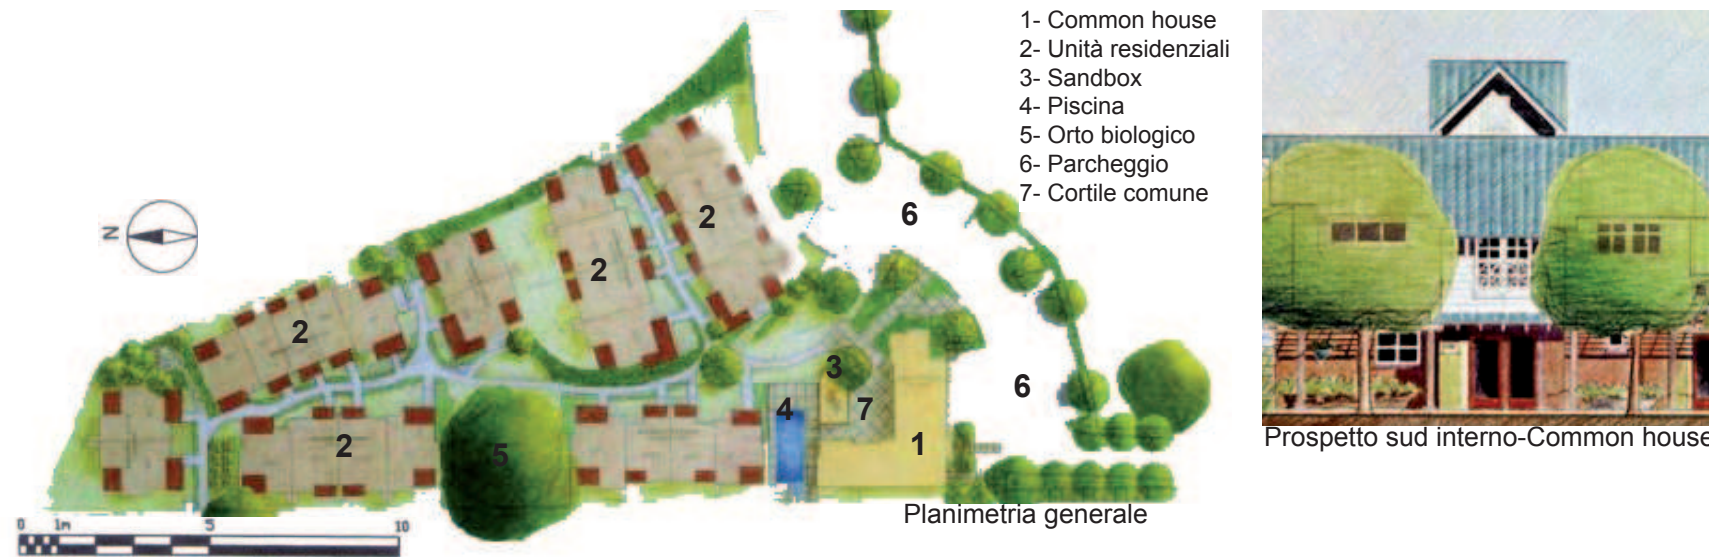 1- Common house
2- Unità residenziali
3- Sandbox
4- Piscina
5- Orto biologico
6- Parcheggio
7- Cortile comune
N
2
2
2
2
6
6
3
4
7
5
1
0 1m 5 10
Planimetria generale
Prospetto sud interno-Common house